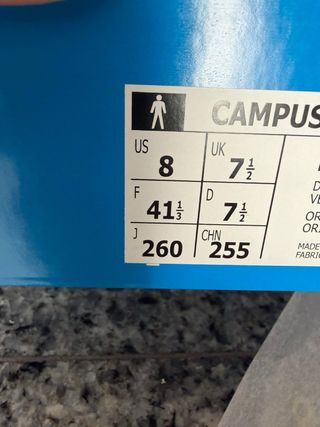 CAMPUS
US 8 UK 7½
F 41⅓ D 7½
J 260 CHN 255
D
VE
OR
OR.
MADE
FABRIC